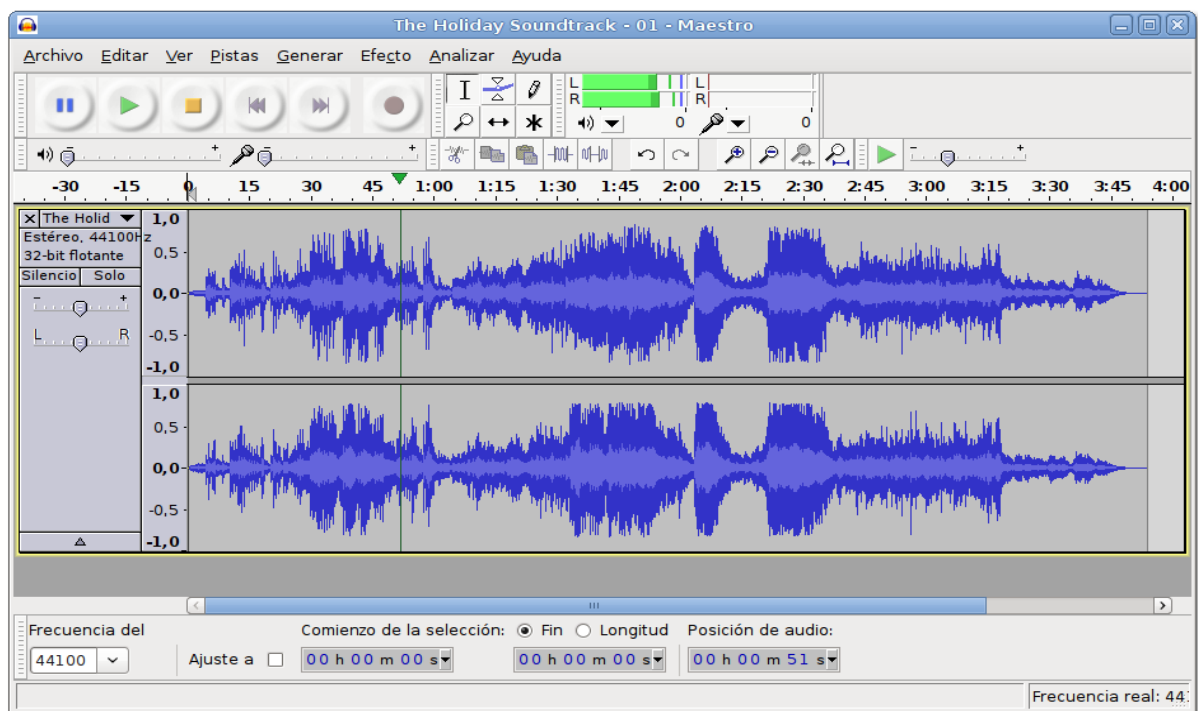 The Holiday Soundtrack - 01 - Maestro
Archivo Editar Ver Pistas Generar Efecto Analizar Ayuda
L L
R R
0 0
- + - + - +
-30 -15 0 15 30 45 1:00 1:15 1:30 1:45 2:00 2:15 2:30 2:45 3:00 3:15 3:30 3:45 4:00
The Holid
Estéreo, 44100Hz
32-bit flotante
Silencio Solo
- +
L R
1,0
0,5
0,0
-0,5
-1,0
1,0
0,5
0,0
-0,5
-1,0
Frecuencia del Comienzo de la selección: Fin Longitud Posición de audio:
44100 Ajuste a 00 h 00 m 00 s 00 h 00 m 00 s 00 h 00 m 51 s
Frecuencia real: 44